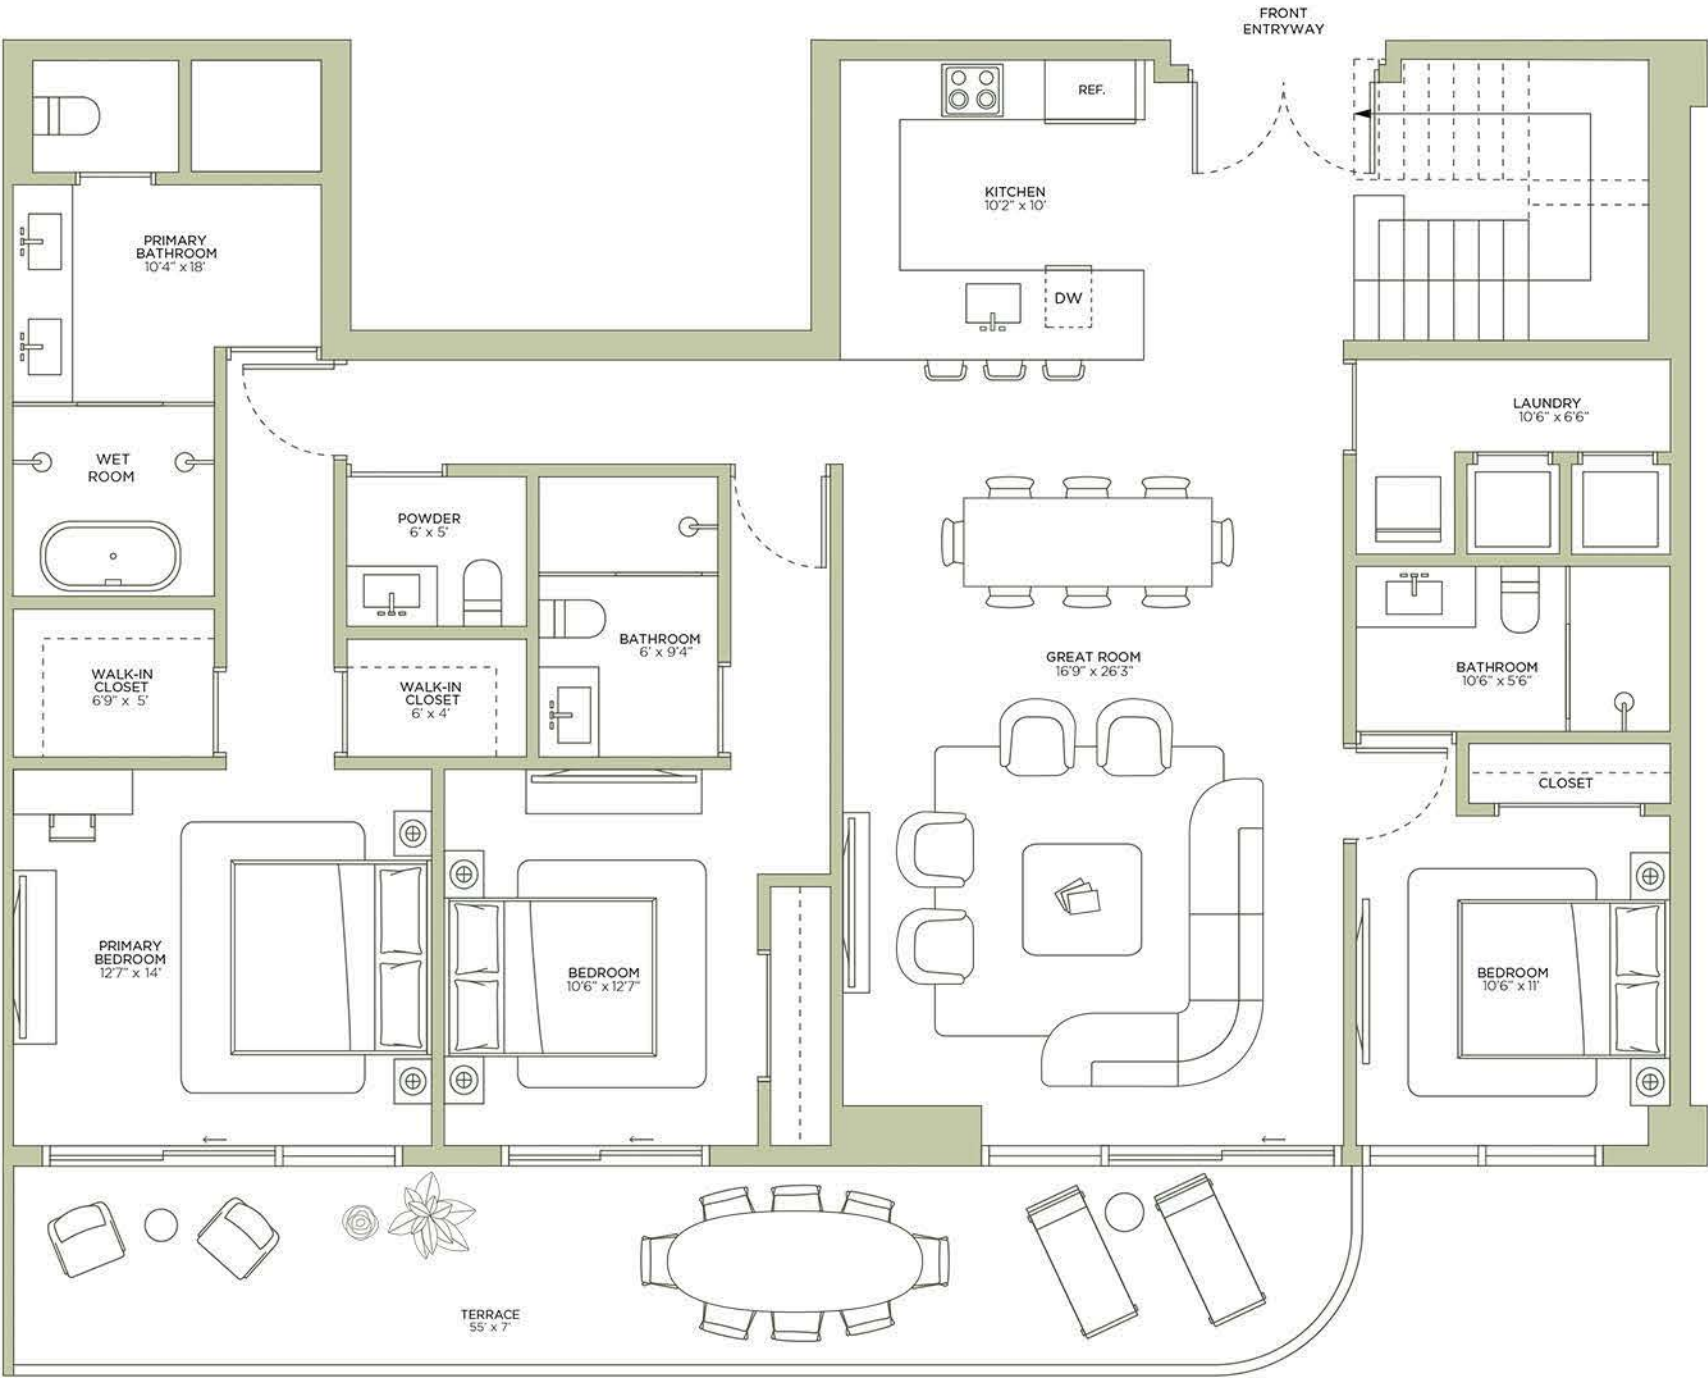 FRONT
ENTRYWAY
REF.
KITCHEN
10'2" x 10'
PRIMARY
BATHROOM
10'4" x 18'
DW
LAUNDRY
10'6" x 6'6"
WET
ROOM
POWDER
6' x 5'
BATHROOM
6' x 9'4"
GREAT ROOM
16'9" x 26'3"
BATHROOM
10'6" x 5'6"
WALK-IN
CLOSET
6'9" x 5'
WALK-IN
CLOSET
6' x 4'
CLOSET
PRIMARY
BEDROOM
12'7" x 14'
BEDROOM
10'6" x 12'7"
BEDROOM
10'6" x 11'
TERRACE
55' x 7'